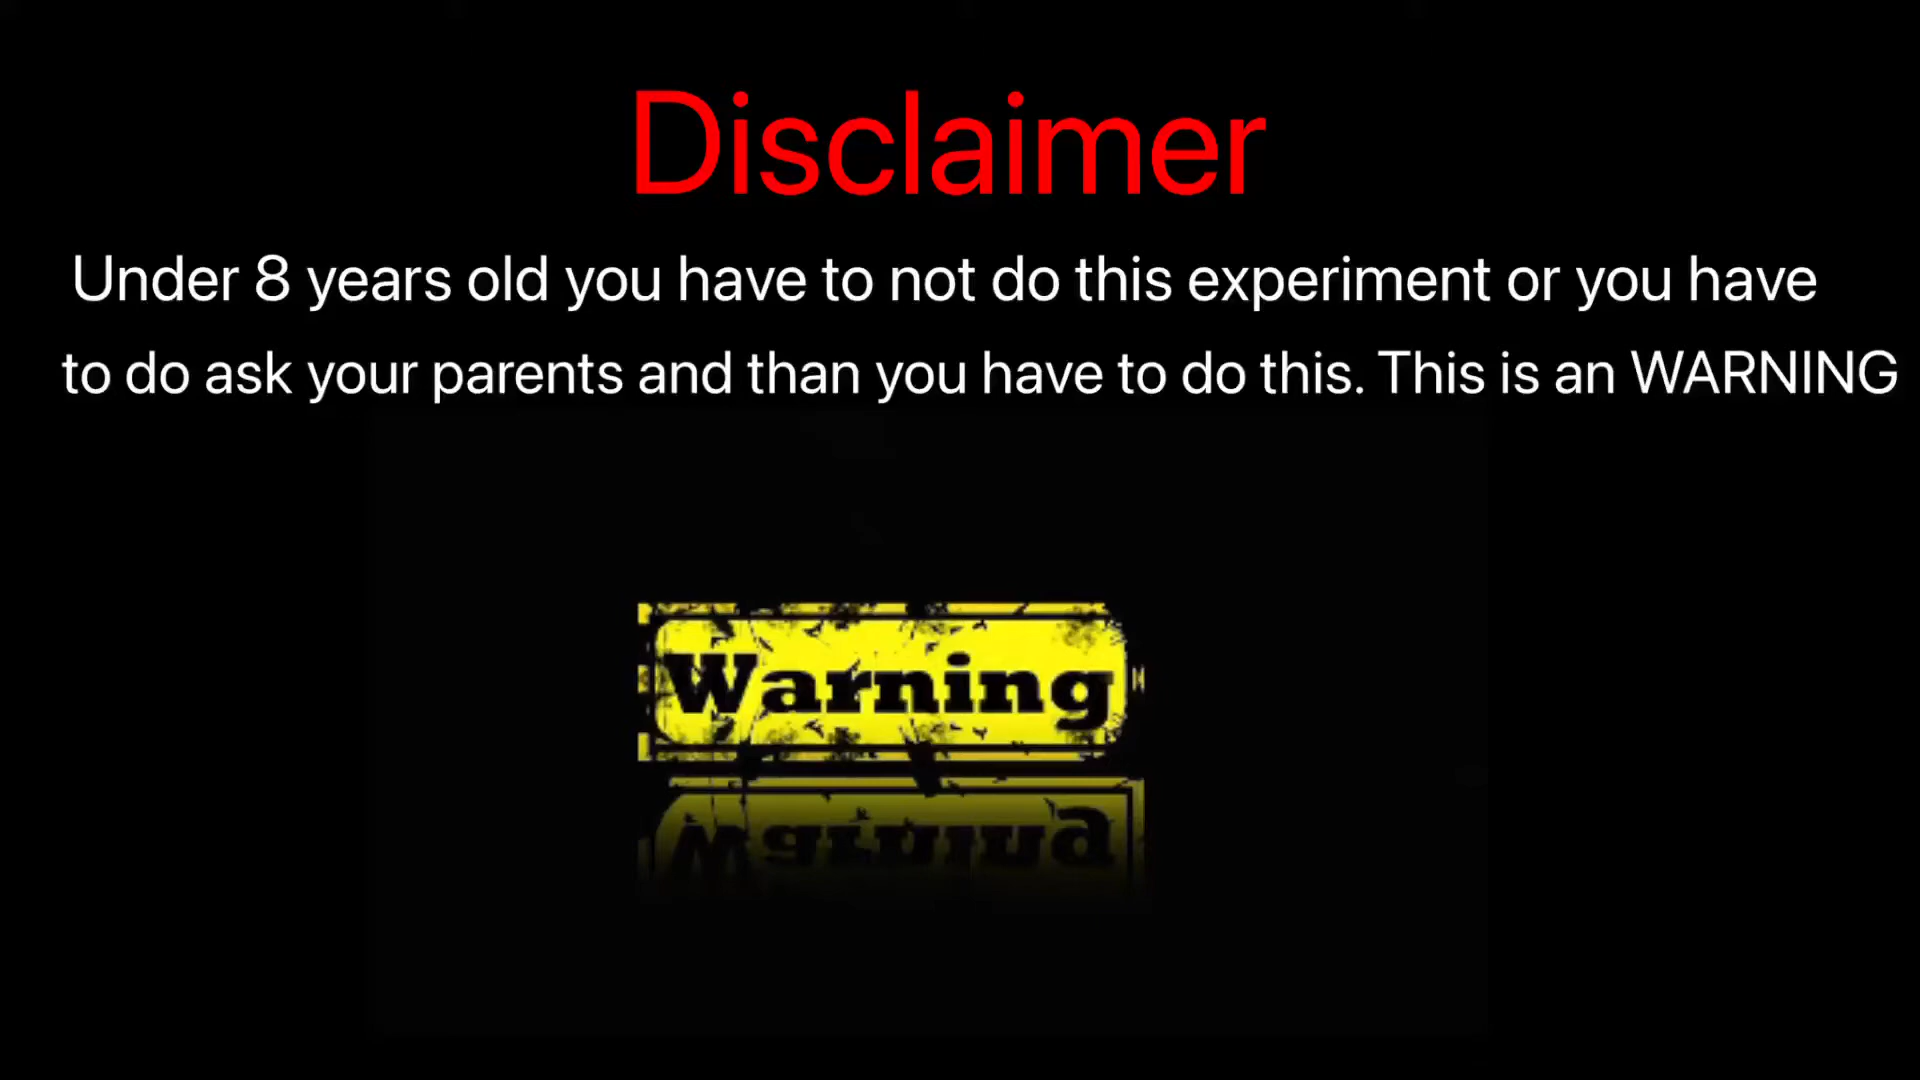 Disclaimer
Under 8 years old you have to not do this experiment or you have
to do ask your parents and than you have to do this. This is an WARNING
Warning